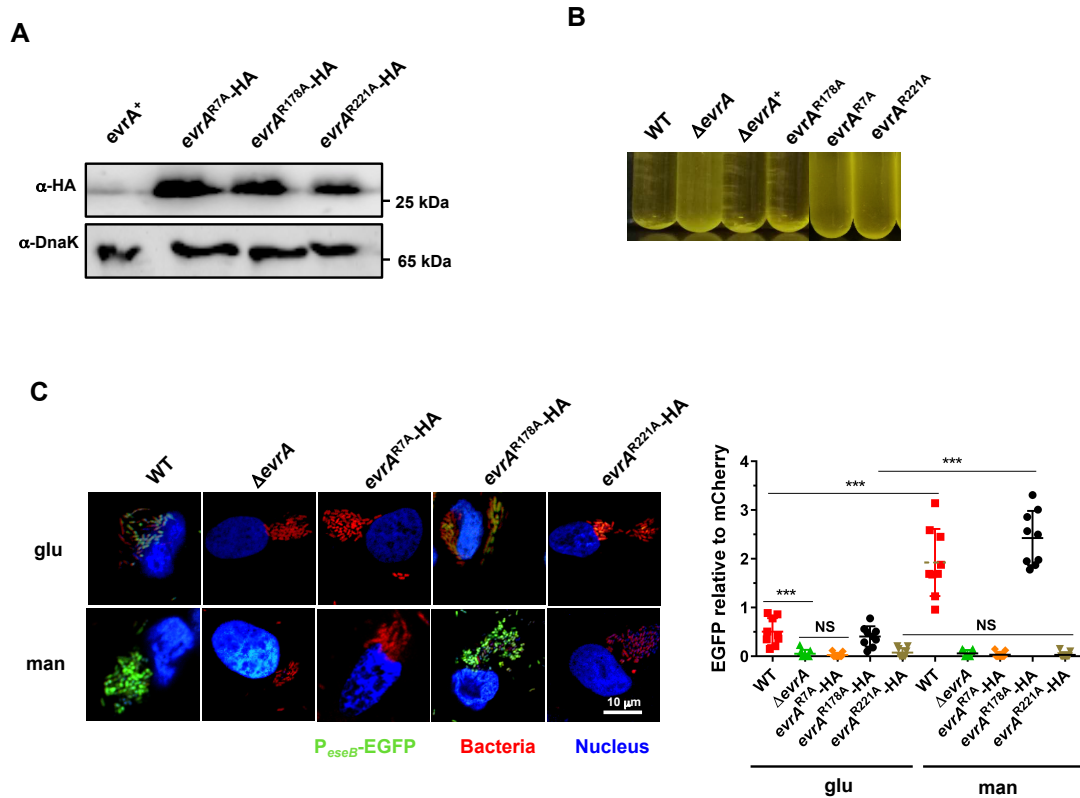 A
evrA⁺
evrAᴿ⁷ᴬ-HA
evrAᴿ¹⁷⁸ᴬ-HA
evrAᴿ²²¹ᴬ-HA
α-HA
25 kDa
α-DnaK
65 kDa
B
WT
ΔevrA
ΔevrA⁺
evrAᴿ¹⁷⁸ᴬ
evrAᴿ⁷ᴬ
evrAᴿ²²¹ᴬ
C
WT
ΔevrA
evrAᴿ⁷ᴬ-HA
evrAᴿ¹⁷⁸ᴬ-HA
evrAᴿ²²¹ᴬ-HA
glu
man
10 μm
P_eseB-EGFP Bacteria Nucleus
EGFP relative to mCherry
4
3
2
1
0
***
NS
***
***
NS
WT
ΔevrA
evrAᴿ⁷ᴬ-HA
evrAᴿ¹⁷⁸ᴬ-HA
evrAᴿ²²¹ᴬ-HA
WT
ΔevrA
evrAᴿ⁷ᴬ-HA
evrAᴿ¹⁷⁸ᴬ-HA
evrAᴿ²²¹ᴬ-HA
glu
man